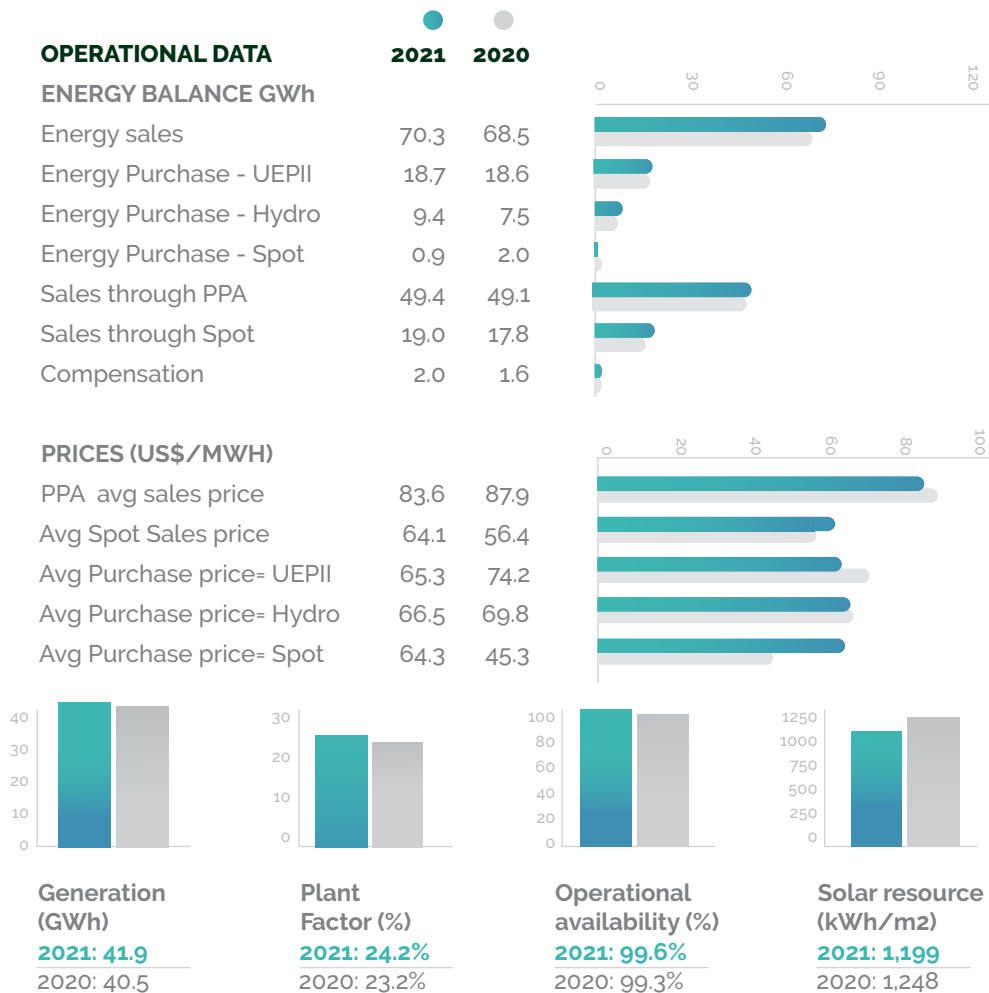 OPERATIONAL DATA 2021 2020
ENERGY BALANCE GWh
0 30 60 90 120
Energy sales 70.3 68.5
Energy Purchase - UEPII 18.7 18.6
Energy Purchase - Hydro 9.4 7.5
Energy Purchase - Spot 0.9 2.0
Sales through PPA 49.4 49.1
Sales through Spot 19.0 17.8
Compensation 2.0 1.6
PRICES (US$/MWH)
0 20 40 60 80 100
PPA avg sales price 83.6 87.9
Avg Spot Sales price 64.1 56.4
Avg Purchase price= UEPII 65.3 74.2
Avg Purchase price= Hydro 66.5 69.8
Avg Purchase price= Spot 64.3 45.3
40
30
20
10
0
Generation
(GWh)
2021: 41.9
2020: 40.5
30
20
10
0
Plant
Factor (%)
2021: 24.2%
2020: 23.2%
100
80
60
40
20
0
Operational
availability (%)
2021: 99.6%
2020: 99.3%
1250
1000
750
500
250
0
Solar resource
(kWh/m2)
2021: 1,199
2020: 1,248